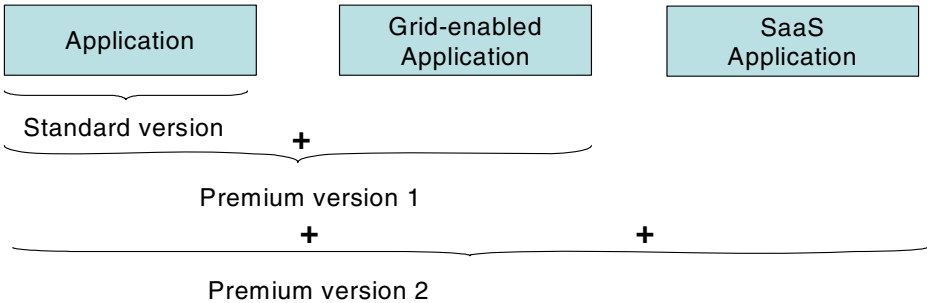 Application
Grid-enabled
Application
SaaS
Application
Standard version
+
Premium version 1
+ +
Premium version 2